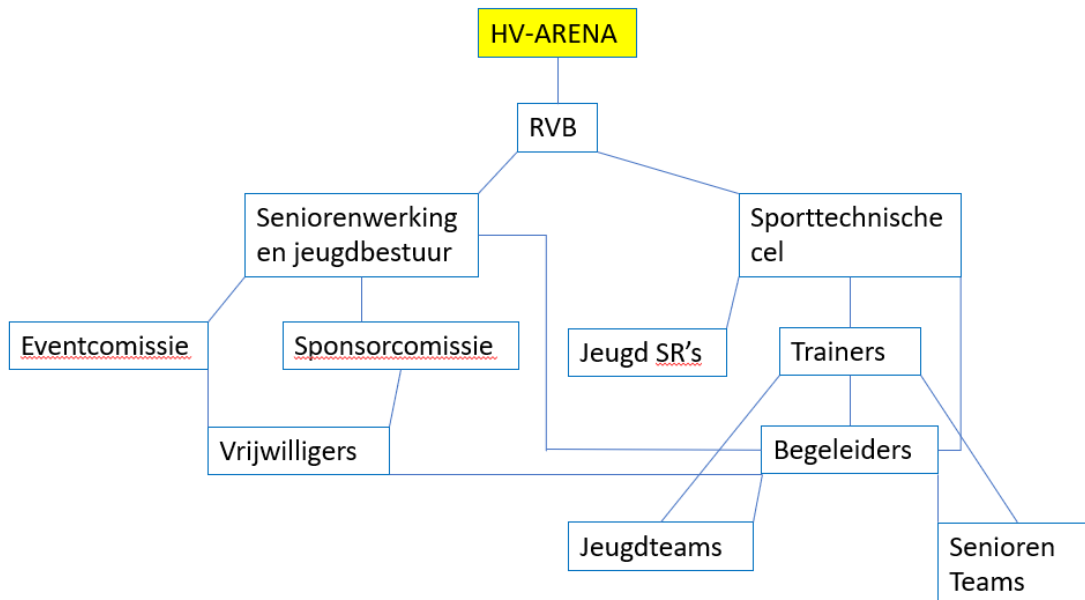 HV-ARENA
RVB
Seniorenwerking
en jeugdbestuur
Sporttechnische
cel
Eventcomissie
Sponsorcomissie
Jeugd SR's
Trainers
Vrijwilligers
Begeleiders
Jeugdteams
Senioren
Teams